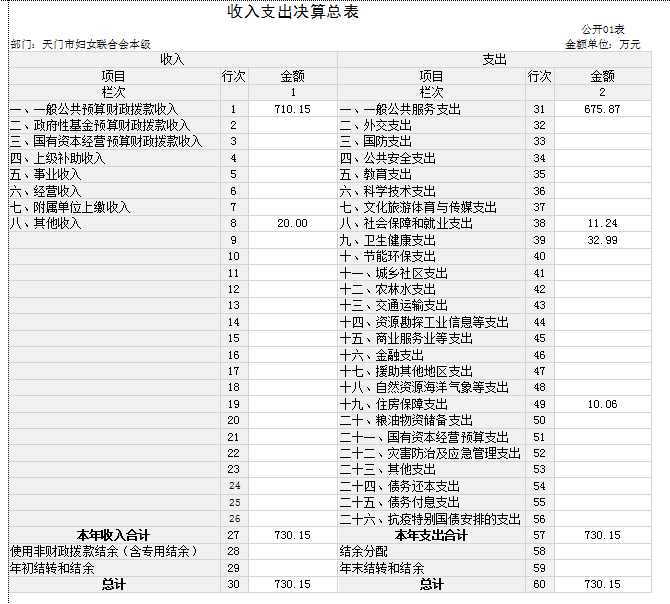 收入支出决算总表
公开01表
部门：天门市妇女联合会本级 金额单位：万元
收入 支出
项目 行次 金额 项目 行次 金额
栏次 1 栏次 2
一、一般公共预算财政拨款收入 1 710.15 一、一般公共服务支出 31 675.87
二、政府性基金预算财政拨款收入 2 二、外交支出 32
三、国有资本经营预算财政拨款收入 3 三、国防支出 33
四、上级补助收入 4 四、公共安全支出 34
五、事业收入 5 五、教育支出 35
六、经营收入 6 六、科学技术支出 36
七、附属单位上缴收入 7 七、文化旅游体育与传媒支出 37
八、其他收入 8 20.00 八、社会保障和就业支出 38 11.24
9 九、卫生健康支出 39 32.99
10 十、节能环保支出 40
11 十一、城乡社区支出 41
12 十二、农林水支出 42
13 十三、交通运输支出 43
14 十四、资源勘探工业信息等支出 44
15 十五、商业服务业等支出 45
16 十六、金融支出 46
17 十七、援助其他地区支出 47
18 十八、自然资源海洋气象等支出 48
19 十九、住房保障支出 49 10.06
20 二十、粮油物资储备支出 50
21 二十一、国有资本经营预算支出 51
22 二十二、灾害防治及应急管理支出 52
23 二十三、其他支出 53
24 二十四、债务还本支出 54
25 二十五、债务付息支出 55
26 二十六、抗疫特别国债安排的支出 56
本年收入合计 27 730.15 本年支出合计 57 730.15
使用非财政拨款结余（含专用结余） 28 结余分配 58
年初结转和结余 29 年末结转和结余 59
总计 30 730.15 总计 60 730.15